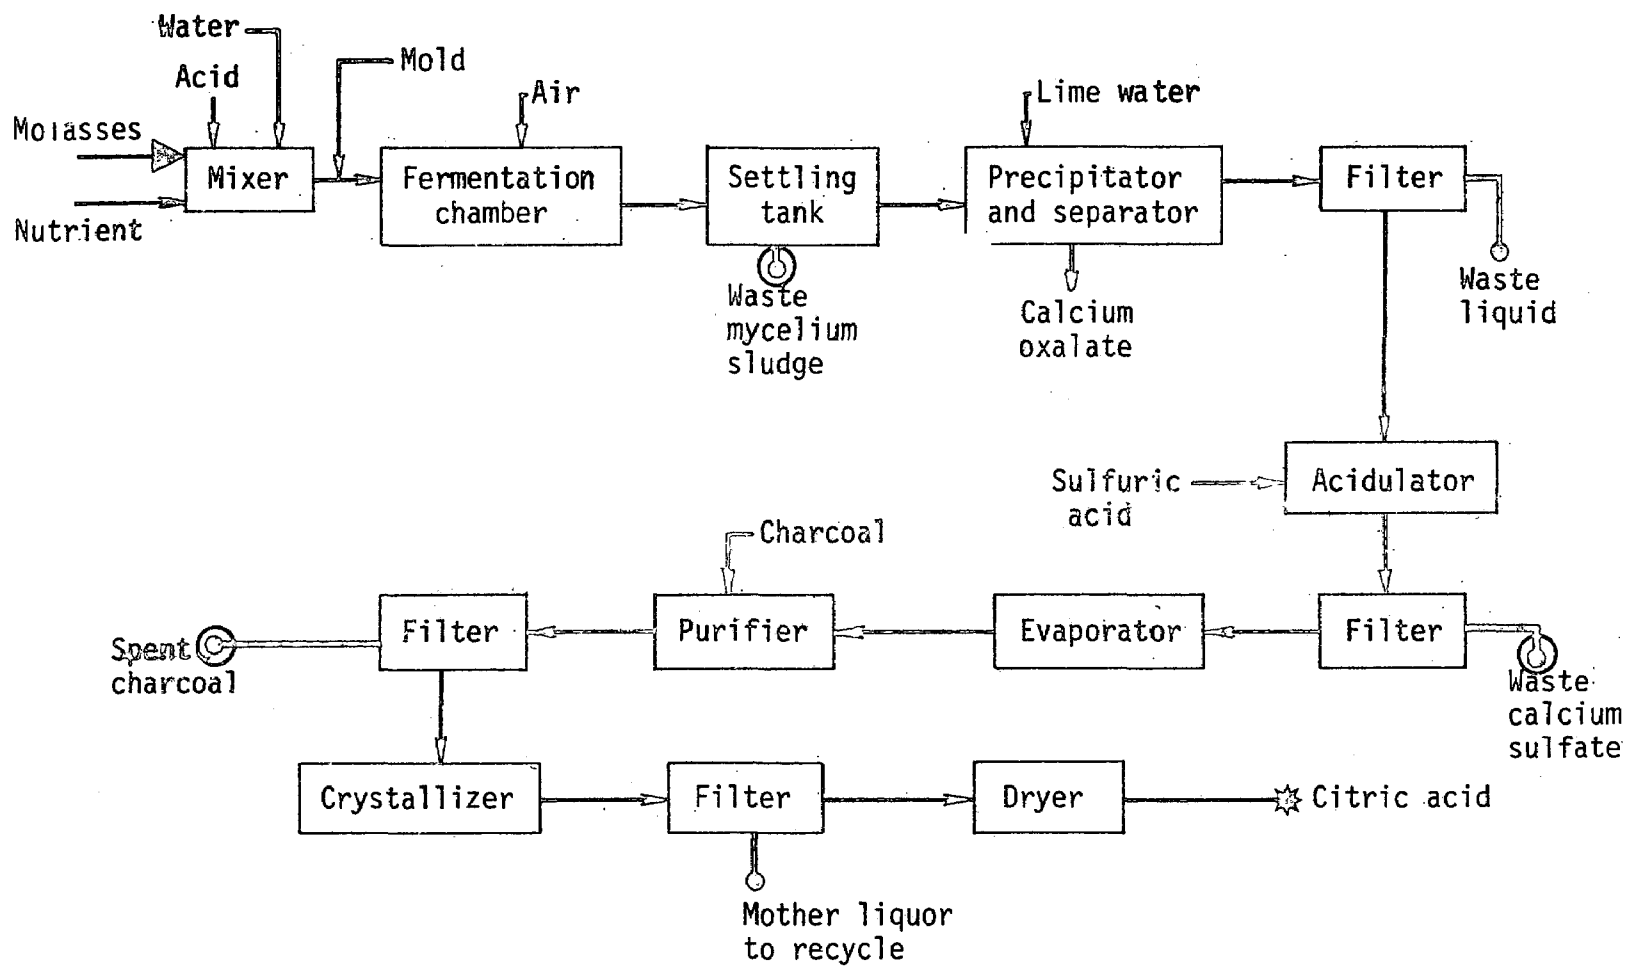 Water
Mold
Acid
Air
Lime water
Molasses
Mixer
Fermentation
chamber
Settling
tank
Precipitator
and separator
Filter
Nutrient
Waste
mycelium
sludge
Calcium
oxalate
Waste
liquid
Sulfuric
acid
Acidulator
Charcoal
Spent
charcoal
Filter
Purifier
Evaporator
Filter
Waste
calcium
sulfate
Crystallizer
Filter
Dryer
Citric acid
Mother liquor
to recycle